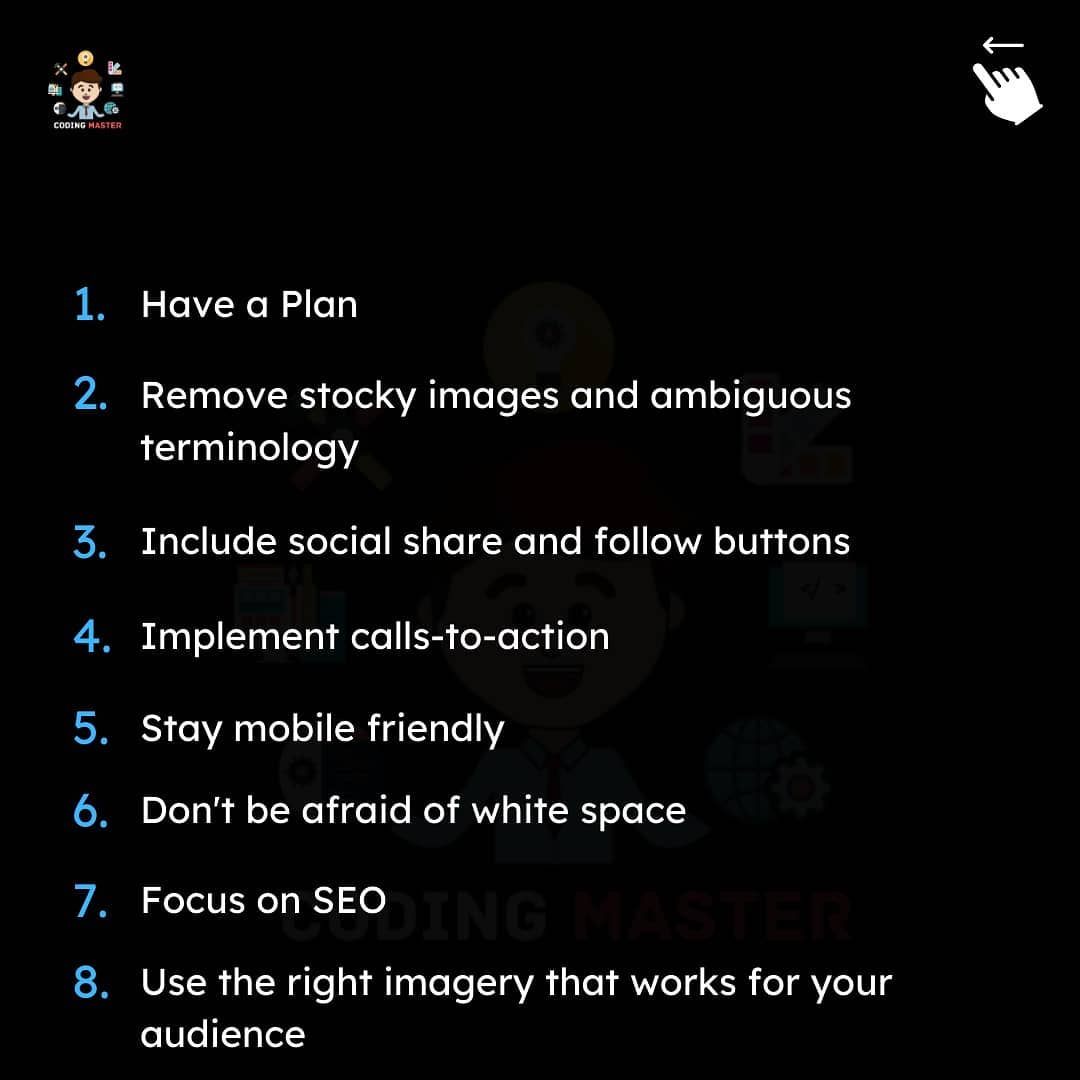 CODING MASTER
1. Have a Plan
2. Remove stocky images and ambiguous
terminology
3. Include social share and follow buttons
4. Implement calls-to-action
5. Stay mobile friendly
6. Don't be afraid of white space
7. Focus on SEO
CODING MASTER
8. Use the right imagery that works for your
audience